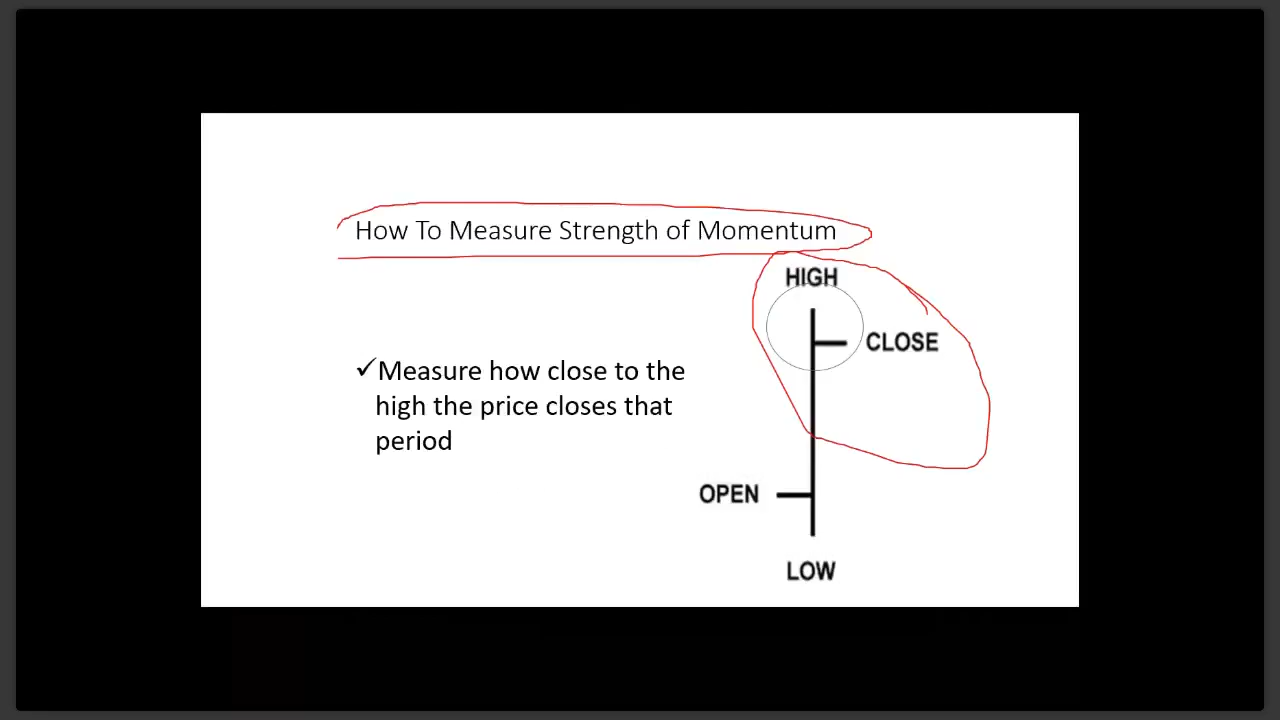 How To Measure Strength of Momentum
HIGH
CLOSE
✓Measure how close to the
high the price closes that
period
OPEN
LOW